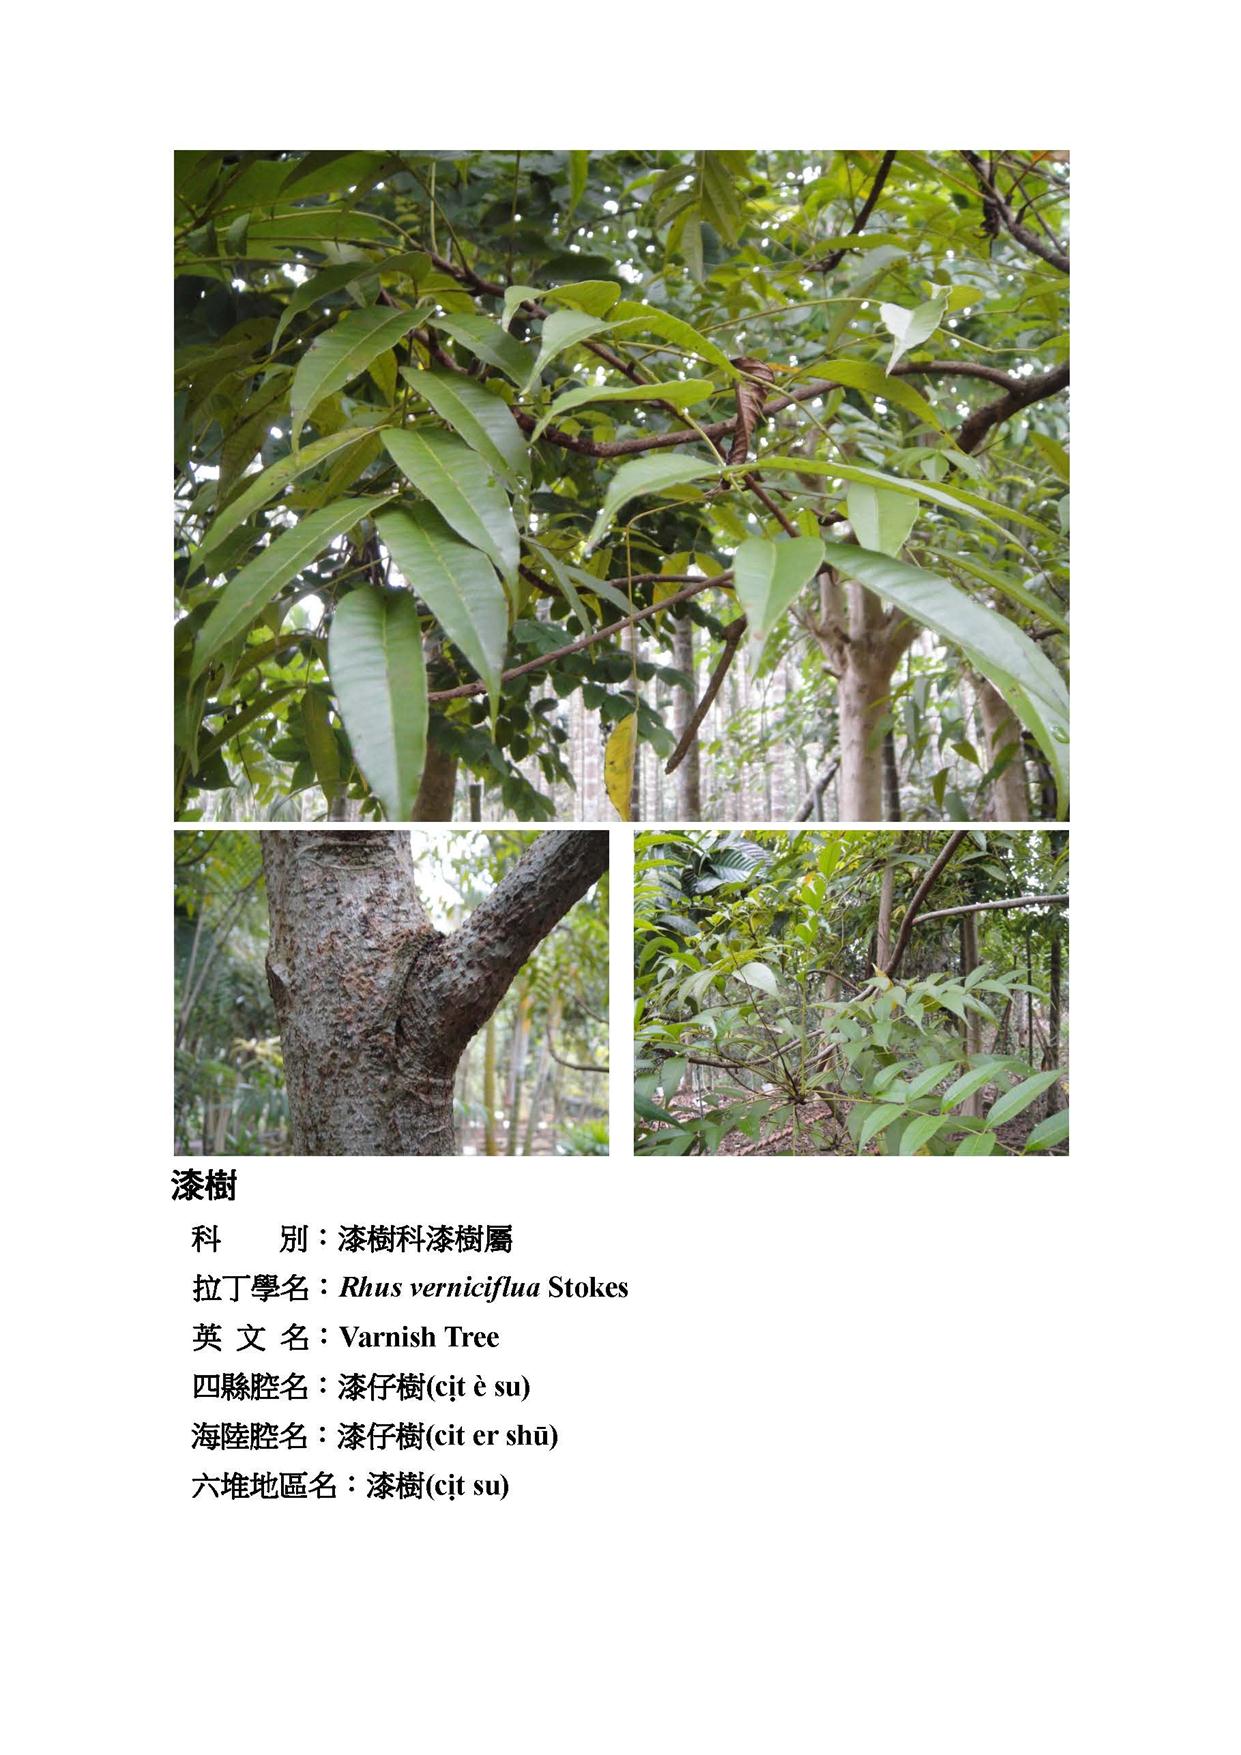 漆樹
科　　別：漆樹科漆樹屬
拉丁學名：Rhus verniciflua Stokes
英 文 名：Varnish Tree
四縣腔名：漆仔樹(cịt è su)
海陸腔名：漆仔樹(cit er shū)
六堆地區名：漆樹(cịt su)